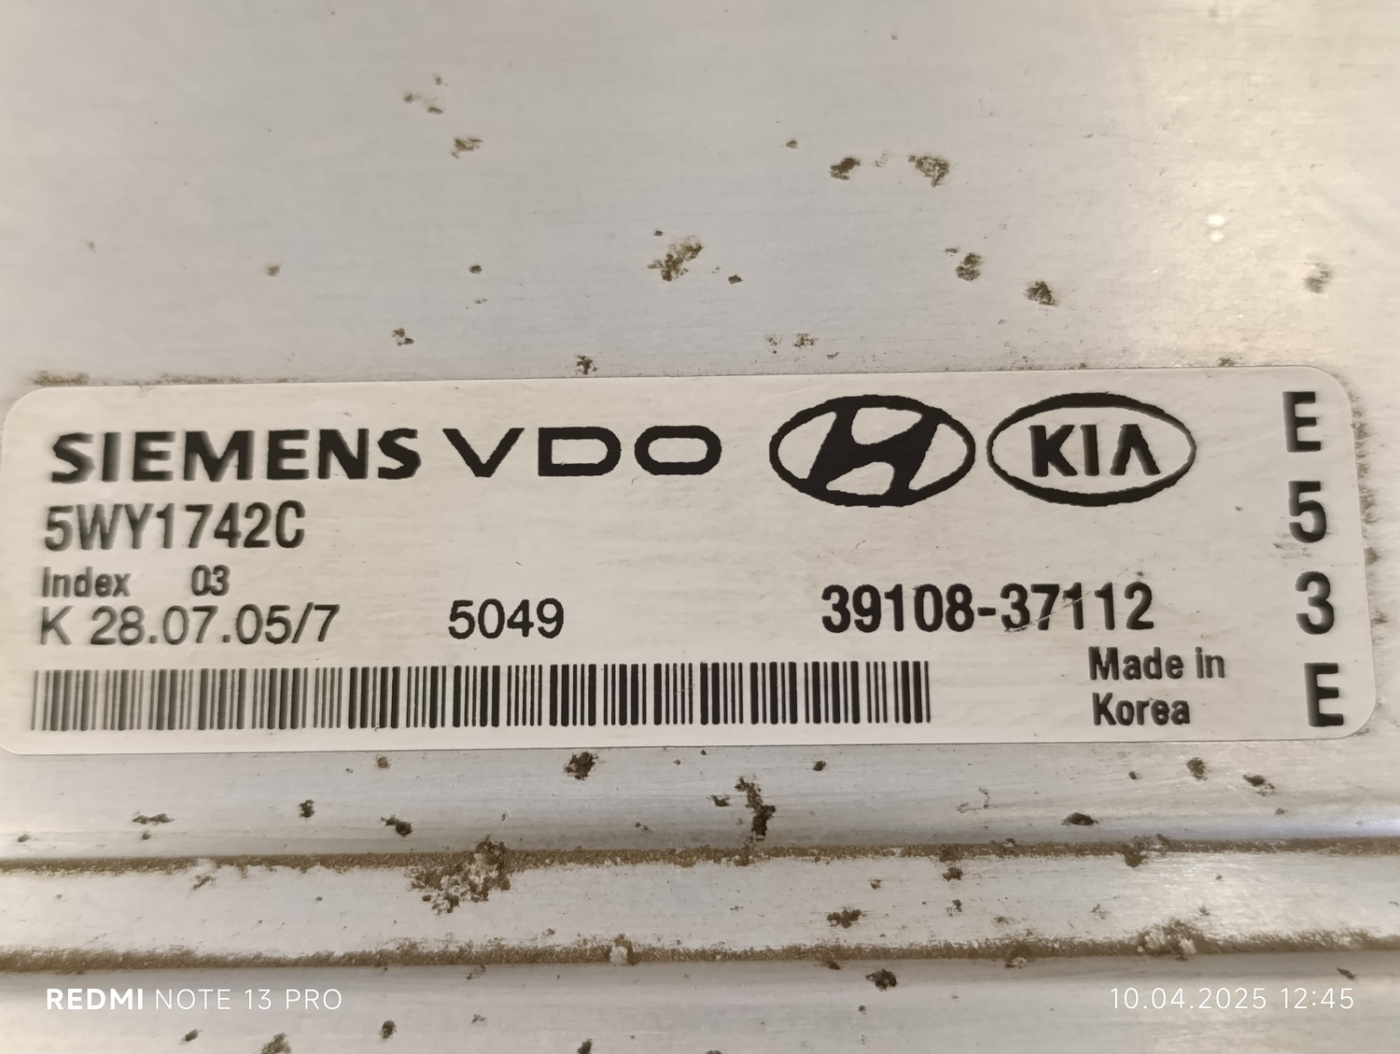 SIEMENS VDO KIA
5WY1742C
Index 03
K 28.07.05/7 5049 39108-37112
Made in
Korea
E
5
3
E
REDMI NOTE 13 PRO
10.04.2025 12:45